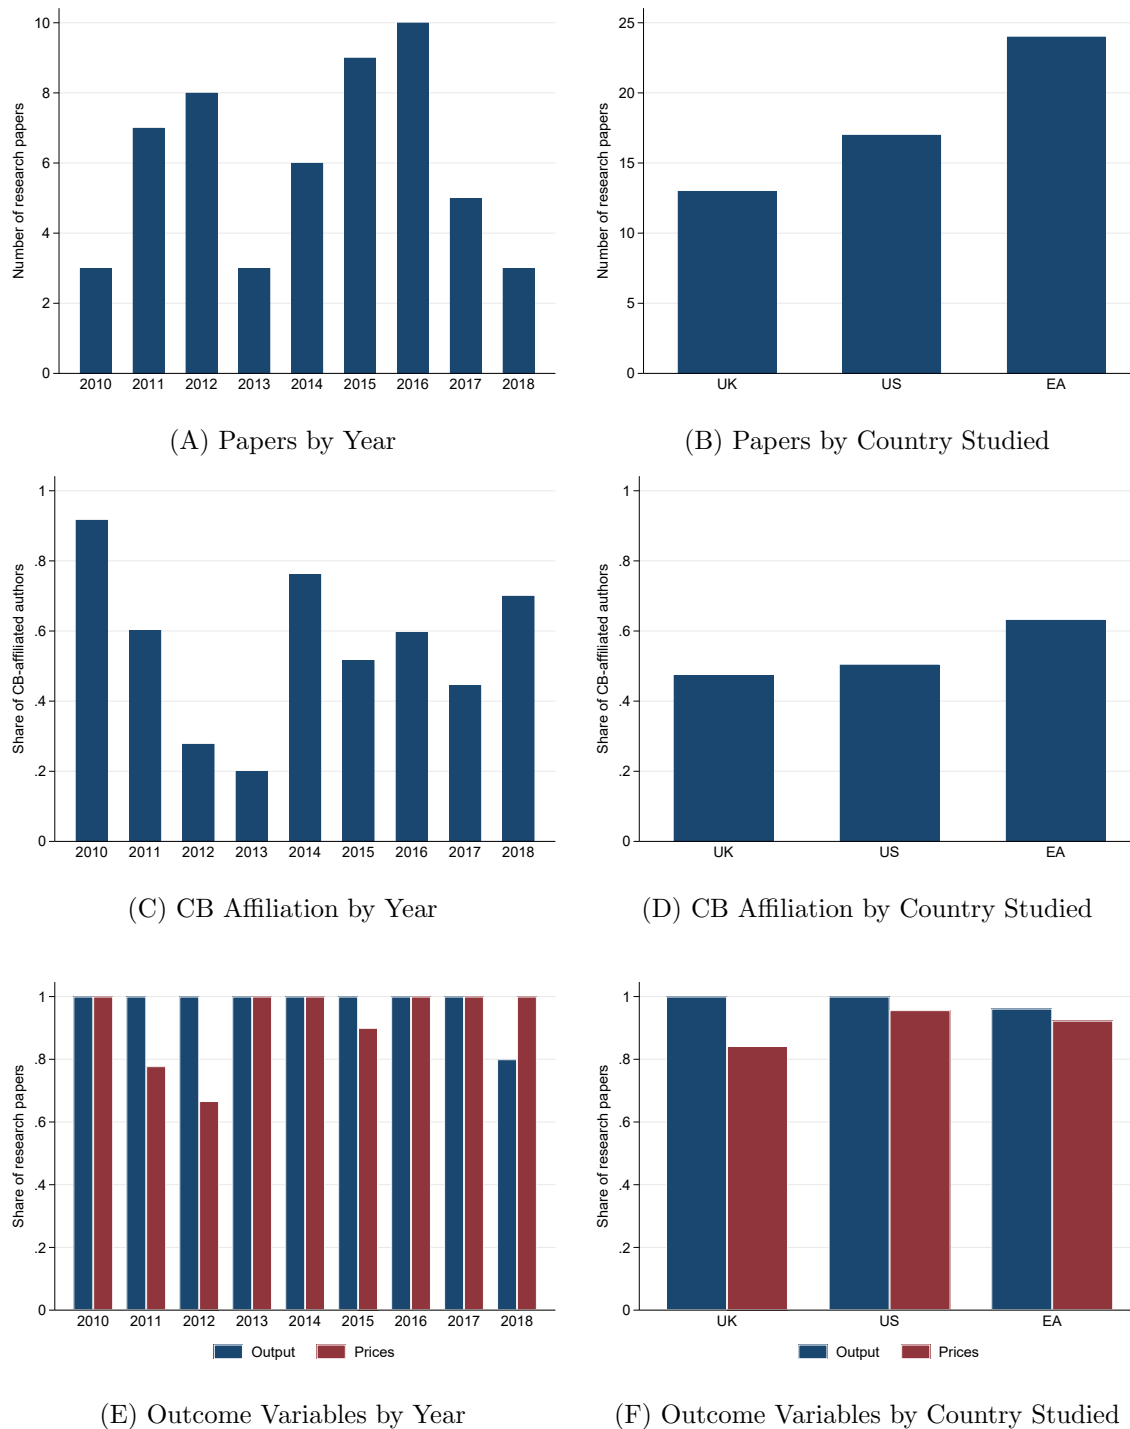 Number of research papers
10
8
6
4
2
0
2010 2011 2012 2013 2014 2015 2016 2017 2018
(A) Papers by Year
Number of research papers
25
20
15
10
5
0
UK US EA
(B) Papers by Country Studied
Share of CB-affiliated authors
1
.8
.6
.4
.2
0
2010 2011 2012 2013 2014 2015 2016 2017 2018
(C) CB Affiliation by Year
Share of CB-affiliated authors
1
.8
.6
.4
.2
0
UK US EA
(D) CB Affiliation by Country Studied
Share of research papers
1
.8
.6
.4
.2
0
2010 2011 2012 2013 2014 2015 2016 2017 2018
Output Prices
(E) Outcome Variables by Year
Share of research papers
1
.8
.6
.4
.2
0
UK US EA
Output Prices
(F) Outcome Variables by Country Studied